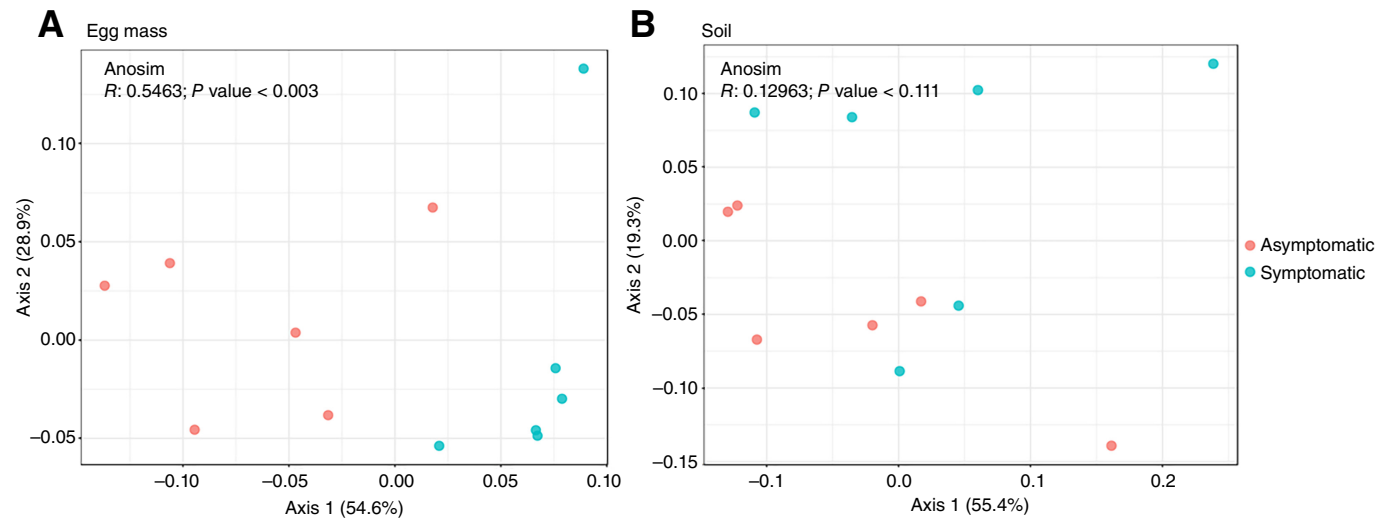 A
Egg mass
Anosim
R: 0.5463; P value < 0.003
0.10
0.05
0.00
–0.05
–0.10
–0.05
0.00
0.05
0.10
Axis 2 (28.9%)
Axis 1 (54.6%)
B
Soil
Anosim
R: 0.12963; P value < 0.111
0.10
0.05
0.00
–0.05
–0.10
–0.15
–0.1
0.0
0.1
0.2
Axis 2 (19.3%)
Axis 1 (55.4%)
Asymptomatic
Symptomatic